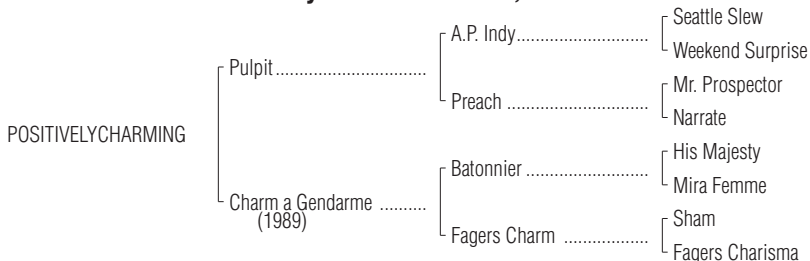 Seattle Slew
A.P. Indy..............................
Weekend Surprise
Pulpit................................
Mr. Prospector
Preach ................................
Narrate
POSITIVELYCHARMING
His Majesty
Batonnier ..........................
Mira Femme
Charm a Gendarme ..........
(1989)
Sham
Fagers Charm ..................
Fagers Charisma